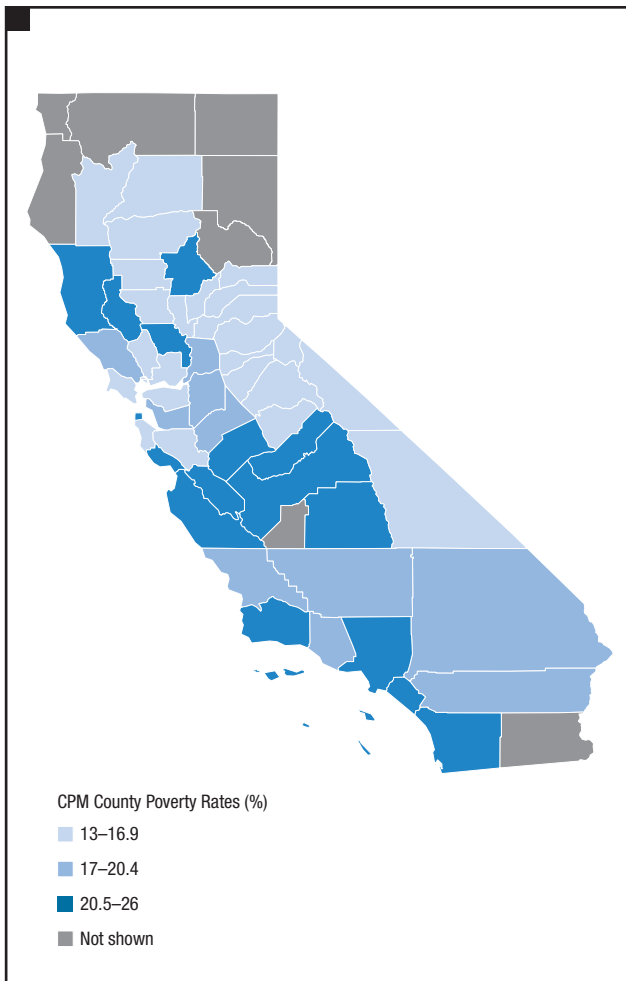 CPM County Poverty Rates (%)
13–16.9
17–20.4
20.5–26
Not shown